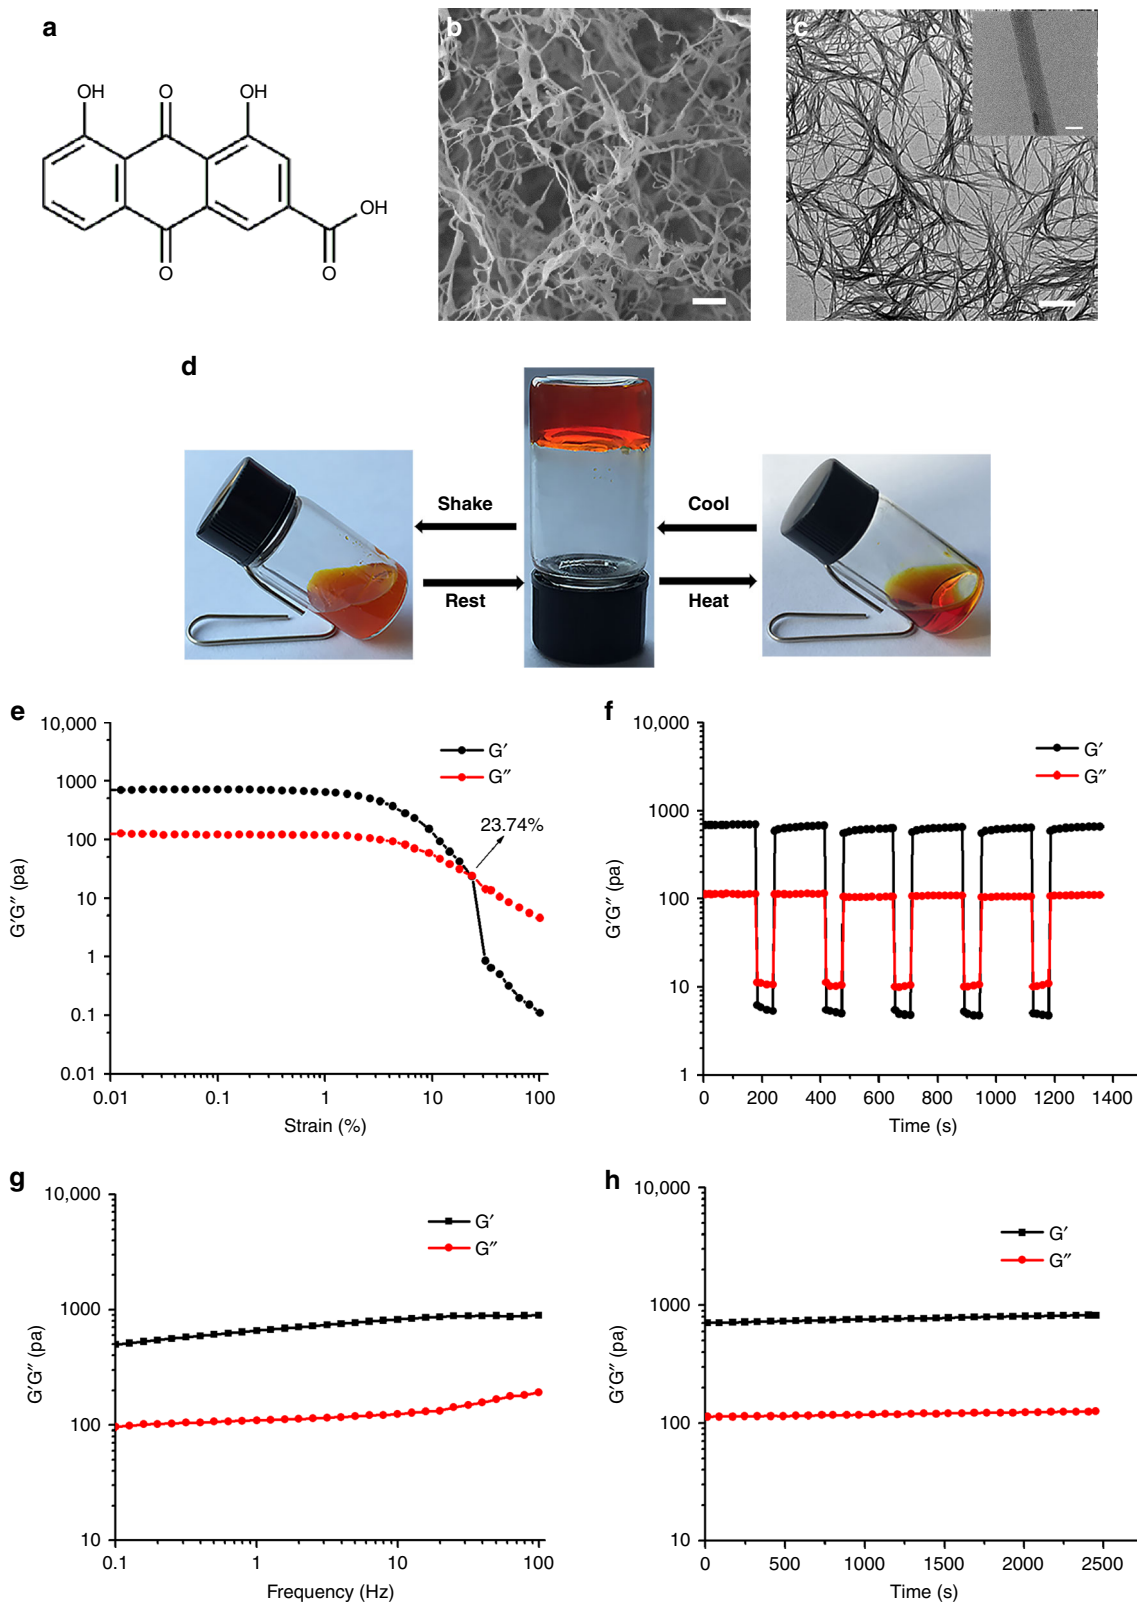 a
OH
O
OH
OH
O
O
b
c
d
Shake
Rest
Cool
Heat
e
10,000
1000
100
10
1
0.1
0.01
G′G″ (pa)
G′
G″
23.74%
0.01
0.1
1
10
100
Strain (%)
f
10,000
1000
100
10
1
G′G″ (pa)
G′
G″
0
200
400
600
800
1000
1200
1400
Time (s)
g
10,000
1000
100
10
G′G″ (pa)
G′
G″
0.1
1
10
100
Frequency (Hz)
h
10,000
1000
100
10
G′G″ (pa)
G′
G″
0
500
1000
1500
2000
2500
Time (s)